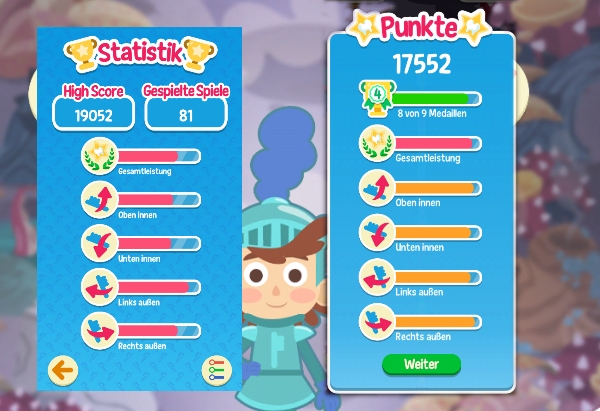 Statistik
High Score
Gespielte Spiele
19052
81
Gesamtleistung
Oben innen
Unten innen
Links außen
Rechts außen
Punkte
17552
4
8 von 9 Medaillen
Gesamtleistung
Oben innen
Unten innen
Links außen
Rechts außen
Weiter